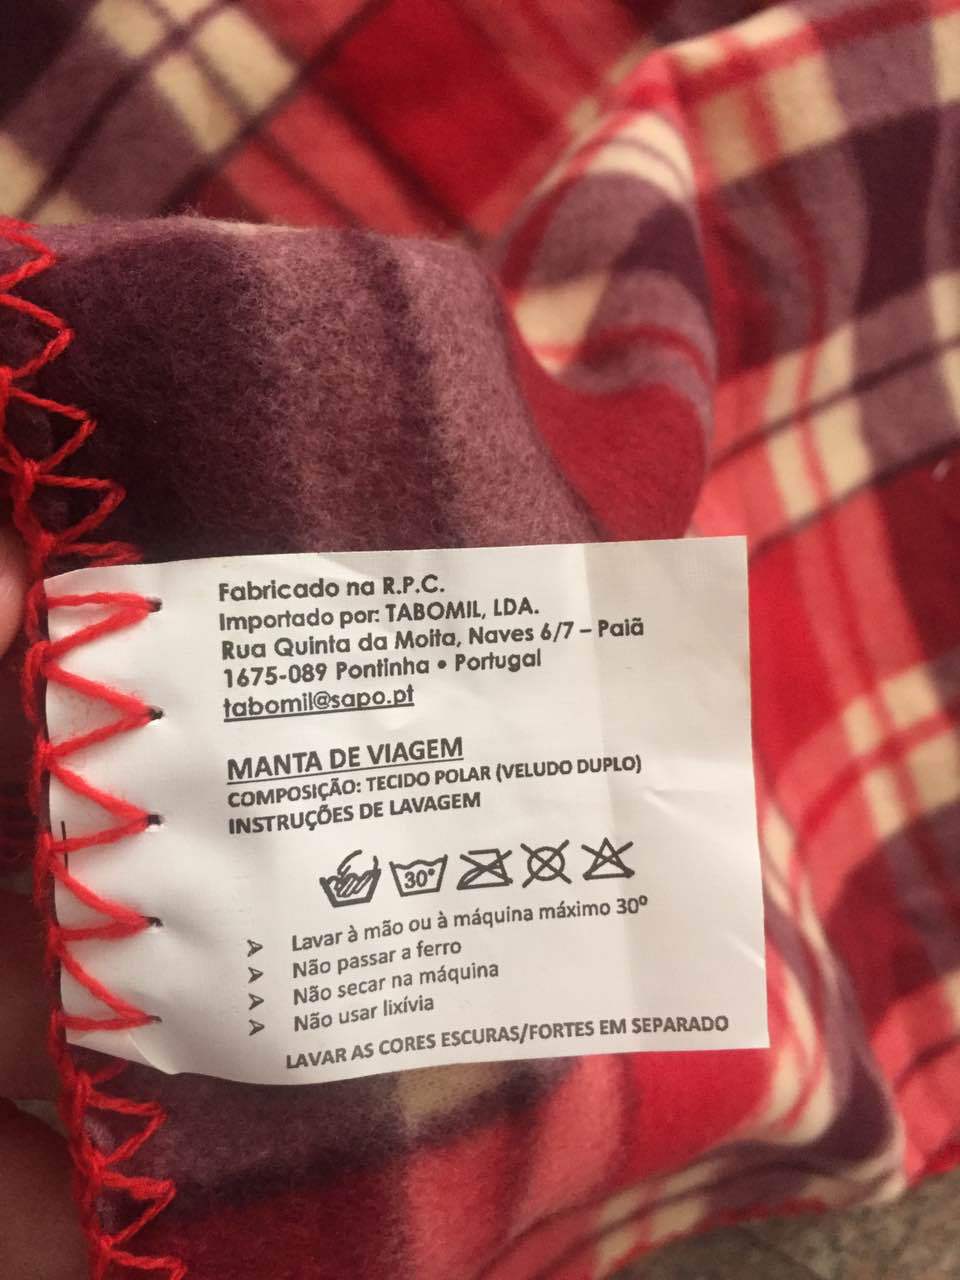 Fabricado na R.P.C.
Importado por: TABOMIL, LDA.
Rua Quinta da Moita, Naves 6/7 – Paiã
1675-089 Pontinha • Portugal
tabomil@sapo.pt
MANTA DE VIAGEM
COMPOSIÇÃO: TECIDO POLAR (VELUDO DUPLO)
INSTRUÇÕES DE LAVAGEM
30°
Lavar à mão ou à máquina máximo 30º
Não passar a ferro
Não secar na máquina
Não usar lixívia
LAVAR AS CORES ESCURAS/FORTES EM SEPARADO